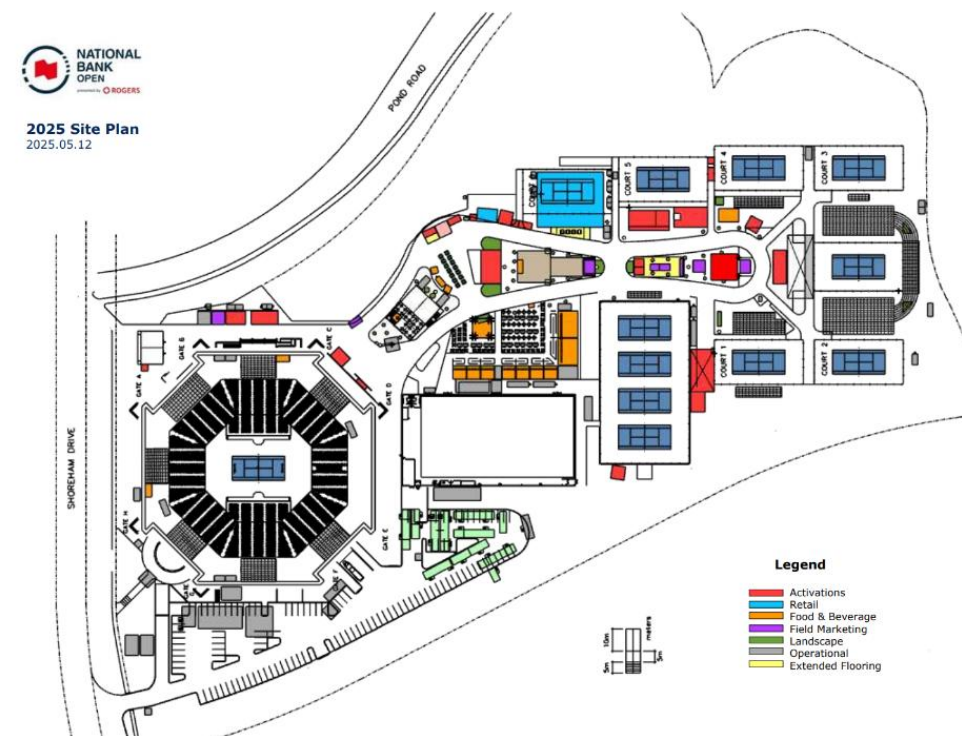 NATIONAL
BANK
OPEN
presented by ROGERS
2025 Site Plan
2025.05.12
POND ROAD
SHOREHAM DRIVE
COURT 5
COURT 4
COURT 3
COURT 1
COURT 2
GATE A
GATE B
GATE C
GATE D
GATE E
GATE H
10m
5m
5m
meters
Legend
Activations
Retail
Food & Beverage
Field Marketing
Landscape
Operational
Extended Flooring